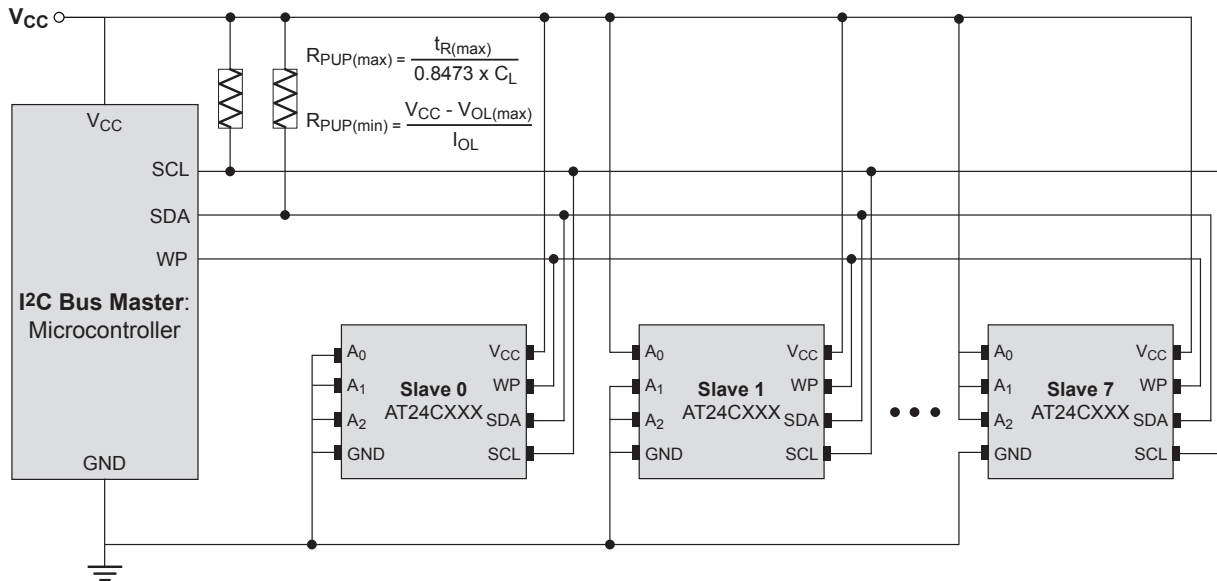 VCC
RPUP(max) = tR(max) / 0.8473 x CL
RPUP(min) = VCC - VOL(max) / IOL
VCC
SCL
SDA
WP
I2C Bus Master:
Microcontroller
GND
A0
A1
A2
GND
Slave 0
AT24CXXX
VCC
WP
SDA
SCL
A0
A1
A2
GND
Slave 1
AT24CXXX
VCC
WP
SDA
SCL
A0
A1
A2
GND
Slave 7
AT24CXXX
VCC
WP
SDA
SCL